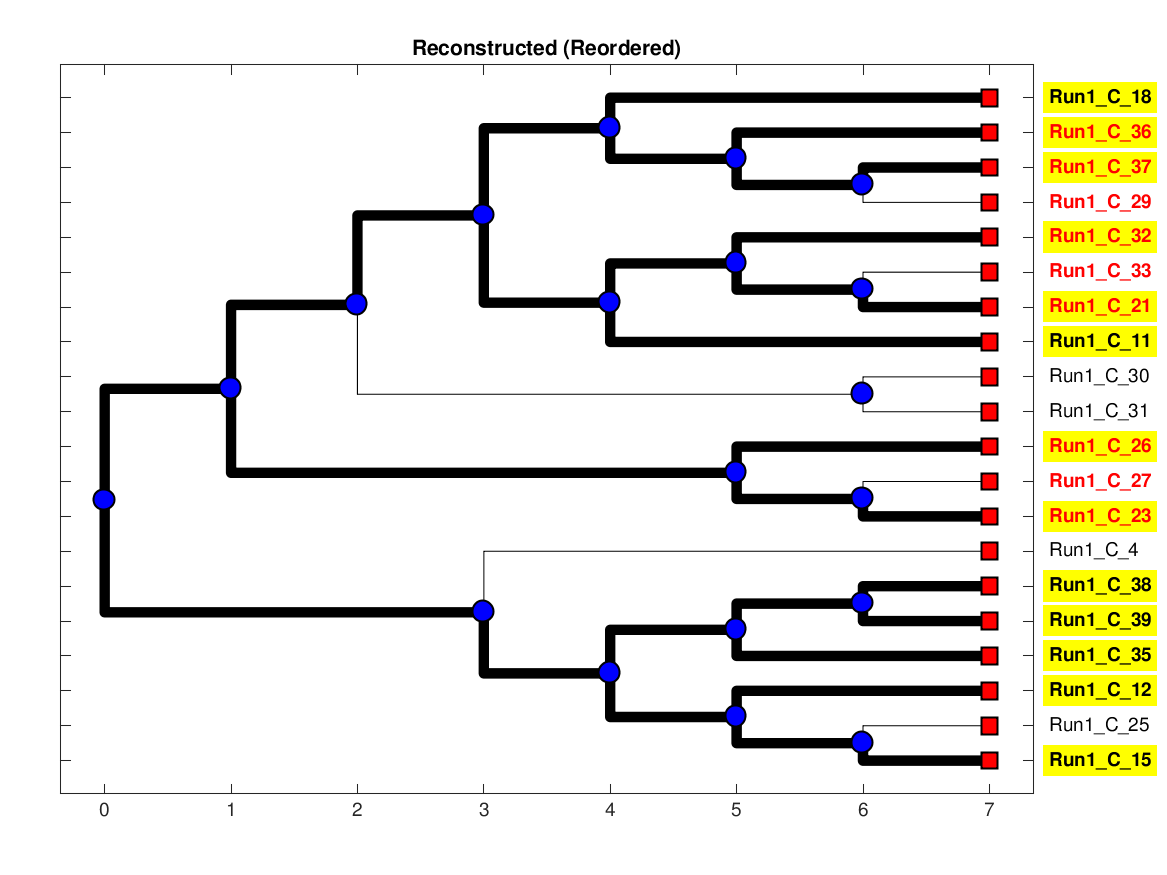 Reconstructed (Reordered)
Run1_C_18
Run1_C_36
Run1_C_37
Run1_C_29
Run1_C_32
Run1_C_33
Run1_C_21
Run1_C_11
Run1_C_30
Run1_C_31
Run1_C_26
Run1_C_27
Run1_C_23
Run1_C_4
Run1_C_38
Run1_C_39
Run1_C_35
Run1_C_12
Run1_C_25
Run1_C_15
0 1 2 3 4 5 6 7